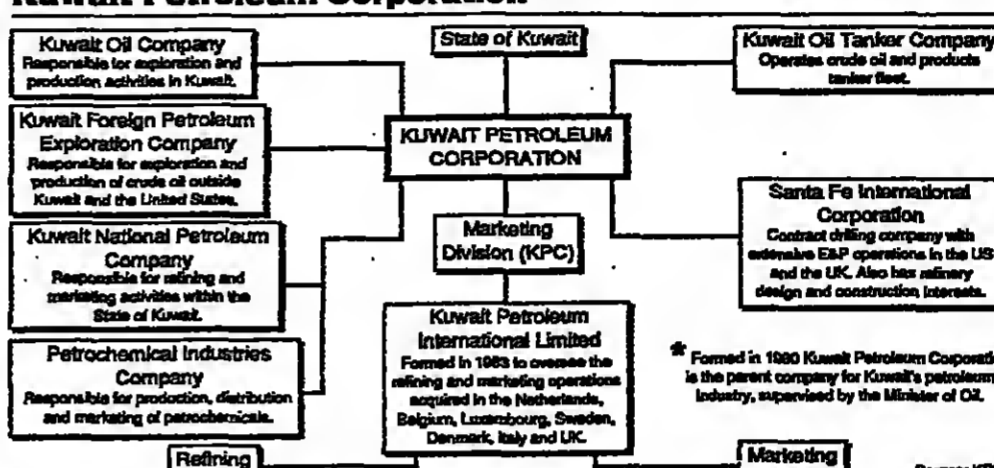 Kuwait Petroleum Corporation
Kuwait Oil Company
Responsible for exploration and
production activities in Kuwait.
State of Kuwait
Kuwait Oil Tanker Company
Operates crude oil and products
tanker fleet.
Kuwait Foreign Petroleum
Exploration Company
Responsible for exploration and
production of crude oil outside
Kuwait and the United States.
KUWAIT PETROLEUM
CORPORATION
Santa Fe International
Corporation
Contract drilling company with
extensive E&P operations in the US
and the UK. Also has refinery
design and construction interests.
Kuwait National Petroleum
Company
Responsible for refining and
marketing activities within the
State of Kuwait.
Marketing
Division (KPC)
Petrochemical Industries
Company
Responsible for production, distribution
and marketing of petrochemicals.
Kuwait Petroleum
International Limited
Formed in 1983 to oversee the
refining and marketing operations
acquired in the Netherlands,
Belgium, Luxembourg, Sweden,
Denmark, Italy and UK.
* Formed in 1980 Kuwait Petroleum Corporati
is the parent company for Kuwait's petroleum
industry, supervised by the Minister of Oil.
Refining
Marketing